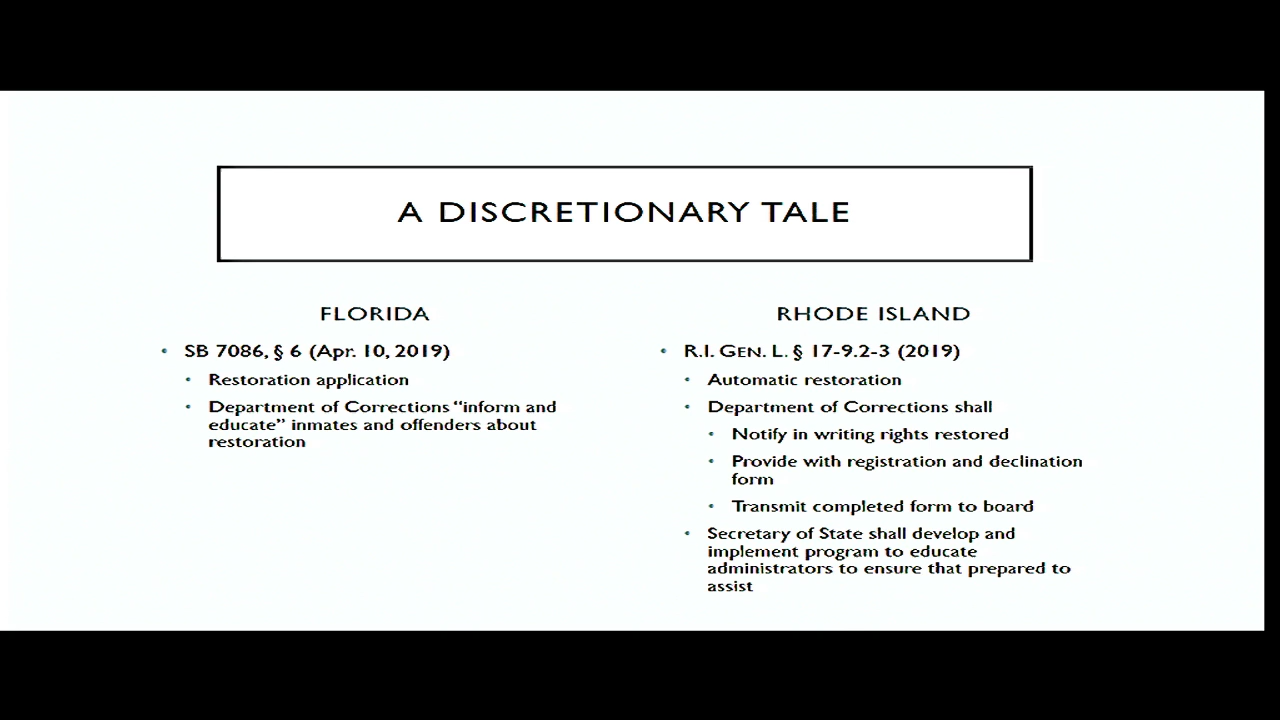 A DISCRETIONARY TALE
FLORIDA
• SB 7086, § 6 (Apr. 10, 2019)
• Restoration application
• Department of Corrections “inform and
educate” inmates and offenders about
restoration
RHODE ISLAND
• R.I. GEN. L. § 17-9.2-3 (2019)
• Automatic restoration
• Department of Corrections shall
• Notify in writing rights restored
• Provide with registration and declination
form
• Transmit completed form to board
• Secretary of State shall develop and
implement program to educate
administrators to ensure that prepared to
assist